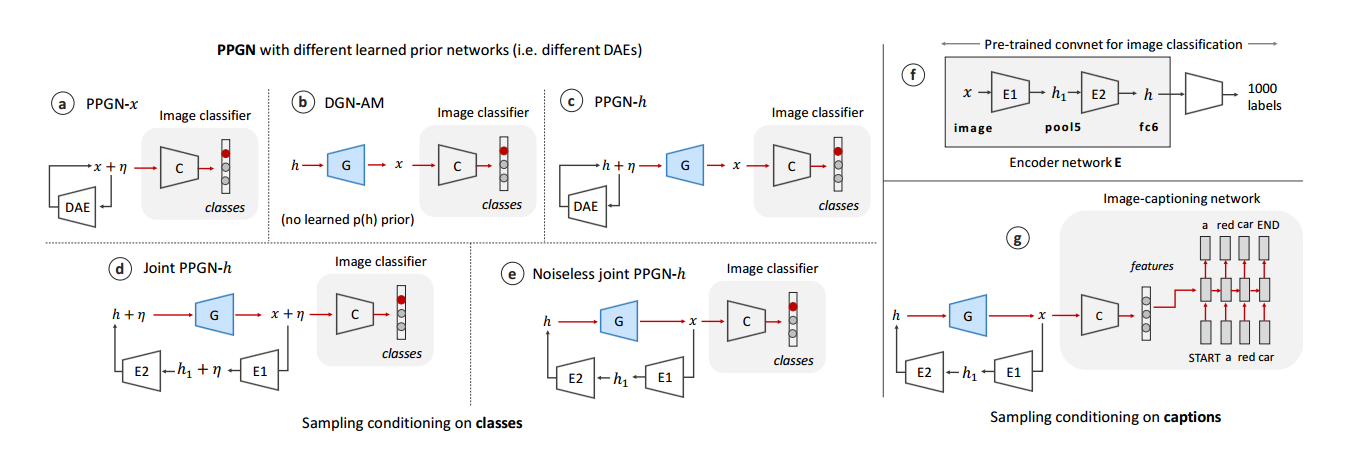 PPGN with different learned prior networks (i.e. different DAEs)
a PPGN-x
Image classifier
x + η
C
DAE
classes
b DGN-AM
Image classifier
h
G
x
C
classes
(no learned p(h) prior)
c PPGN-h
Image classifier
h + η
G
x
C
DAE
classes
d Joint PPGN-h
Image classifier
h + η
G
x + η
C
classes
E2
h₁ + η
E1
e Noiseless joint PPGN-h
Image classifier
h
G
x
C
classes
E2
h₁
E1
Sampling conditioning on classes
Pre-trained convnet for image classification
f
x
E1
h₁
E2
h
1000
labels
image
pool5
fc6
Encoder network E
Image-captioning network
g
a red car END
features
h
G
x
C
START a red car
E2
h₁
E1
Sampling conditioning on captions